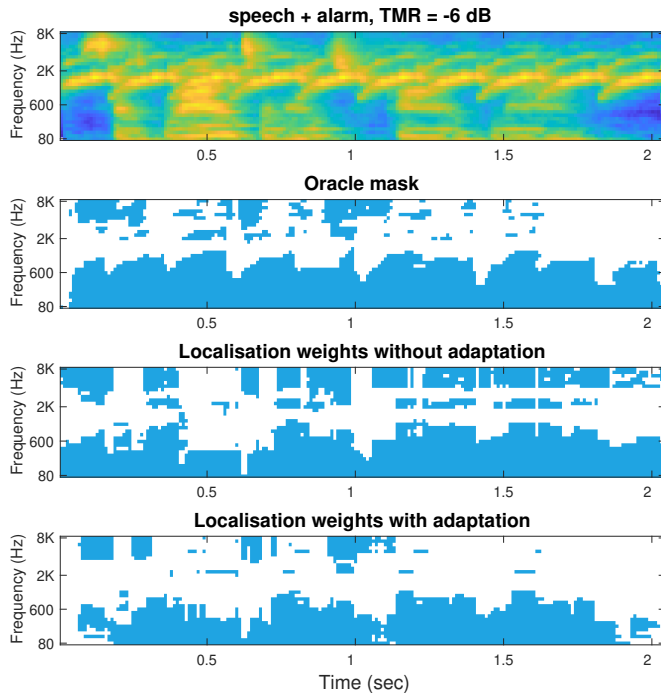 speech + alarm, TMR = -6 dB
Frequency (Hz)
8K
2K
600
80
0.5 1 1.5 2
Oracle mask
Frequency (Hz)
8K
2K
600
80
0.5 1 1.5 2
Localisation weights without adaptation
Frequency (Hz)
8K
2K
600
80
0.5 1 1.5 2
Localisation weights with adaptation
Frequency (Hz)
8K
2K
600
80
0.5 1 1.5 2
Time (sec)